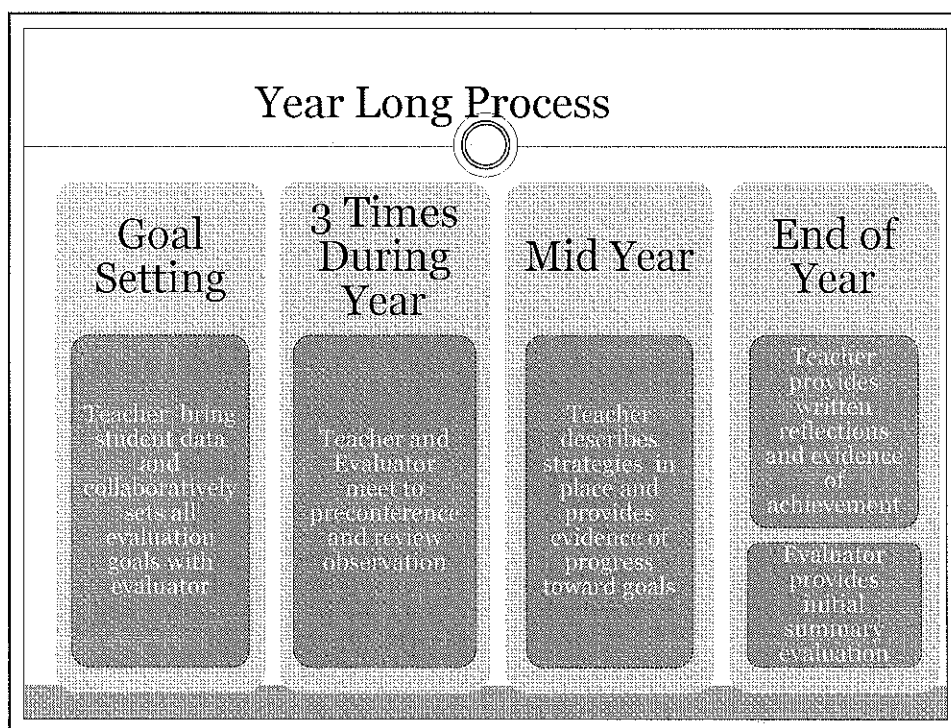 Year Long Process
Goal
Setting
Teacher bring
student data
and
collaboratively
sets all
evaluation
goals with
evaluator
3 Times
During
Year
Teacher and
Evaluator
meet to
preconference
and review
observation
Mid Year
Teacher
describes
strategies in
place and
provides
evidence of
progress
toward goals
End of
Year
Teacher
provides
written
reflections
and evidence
of
achievement
Evaluator
provides
initial
summary
evaluation